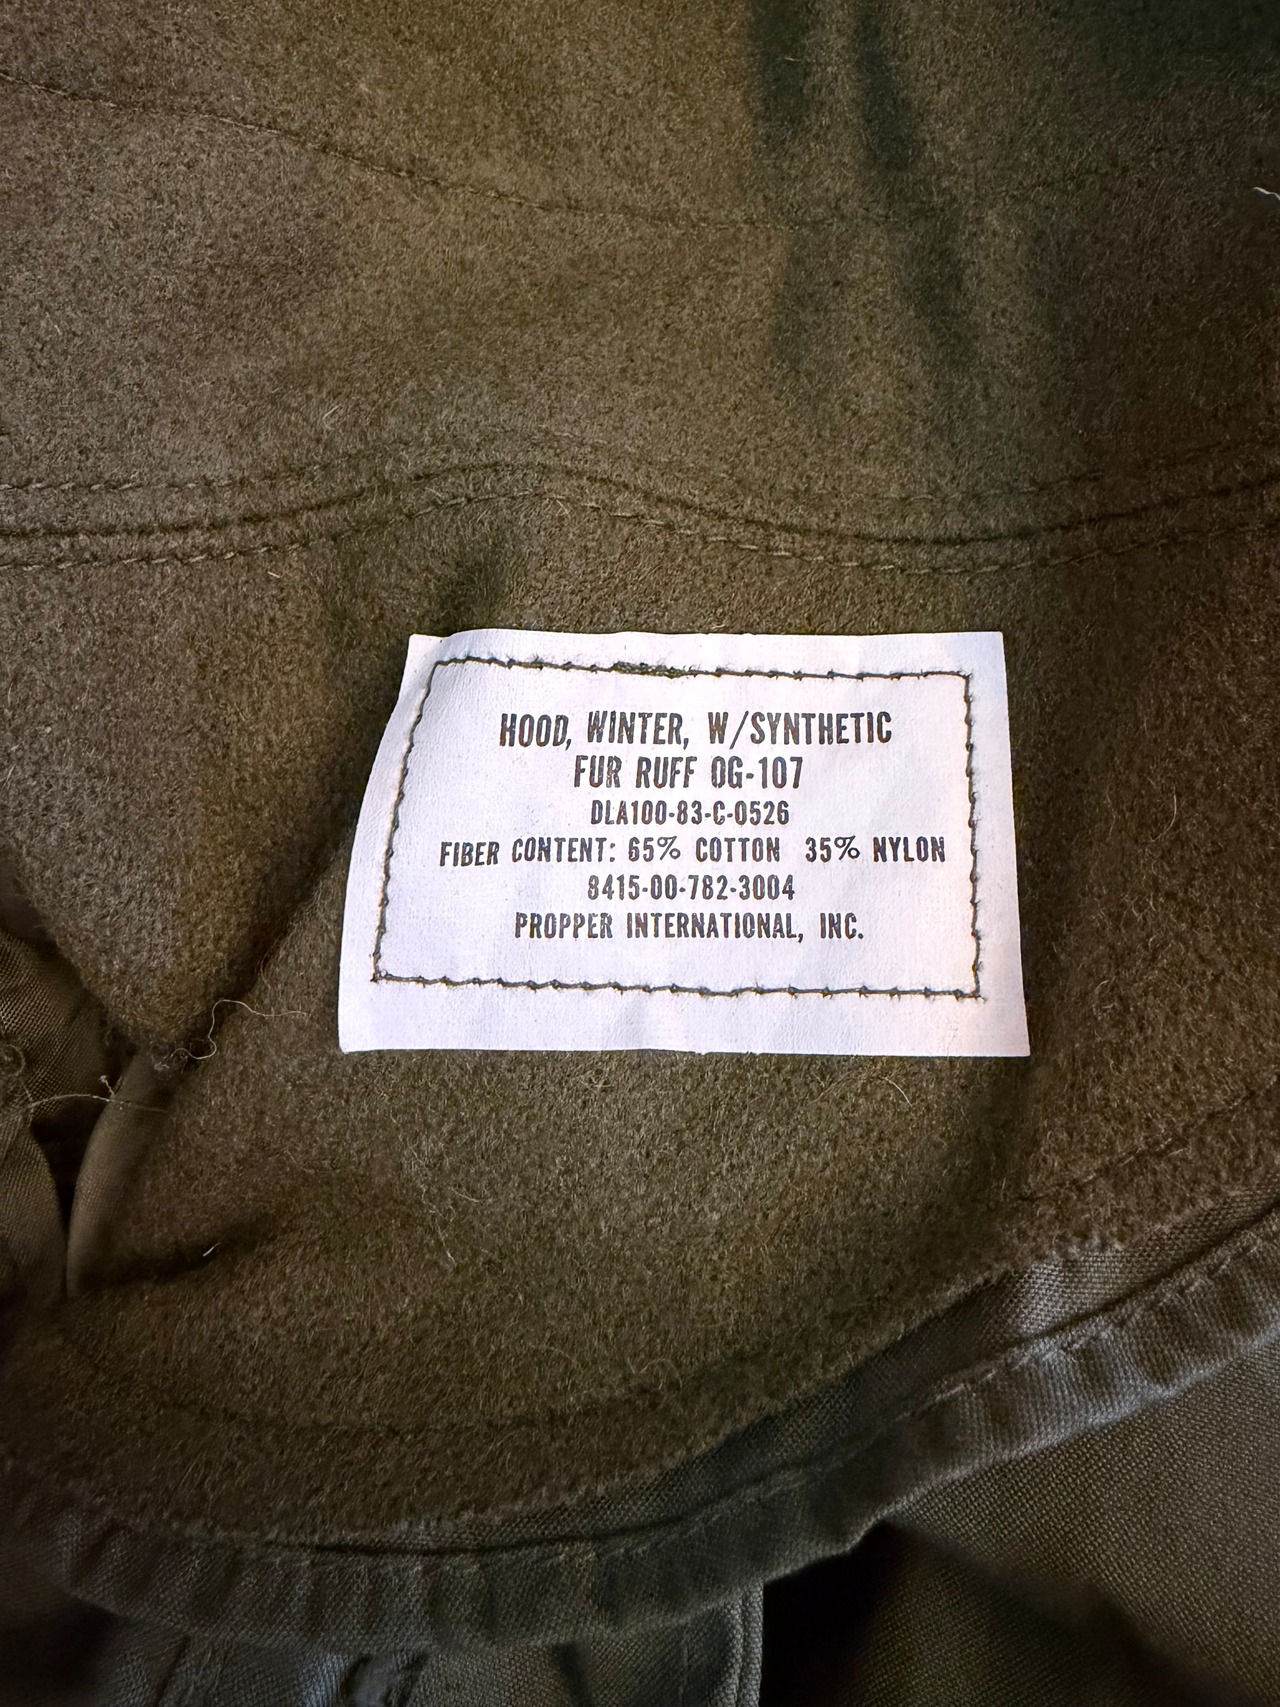 HOOD, WINTER, W/SYNTHETIC
FUR RUFF OG-107
DLA100-83-C-0526
FIBER CONTENT: 65% COTTON 35% NYLON
8415-00-782-3004
PROPPER INTERNATIONAL, INC.